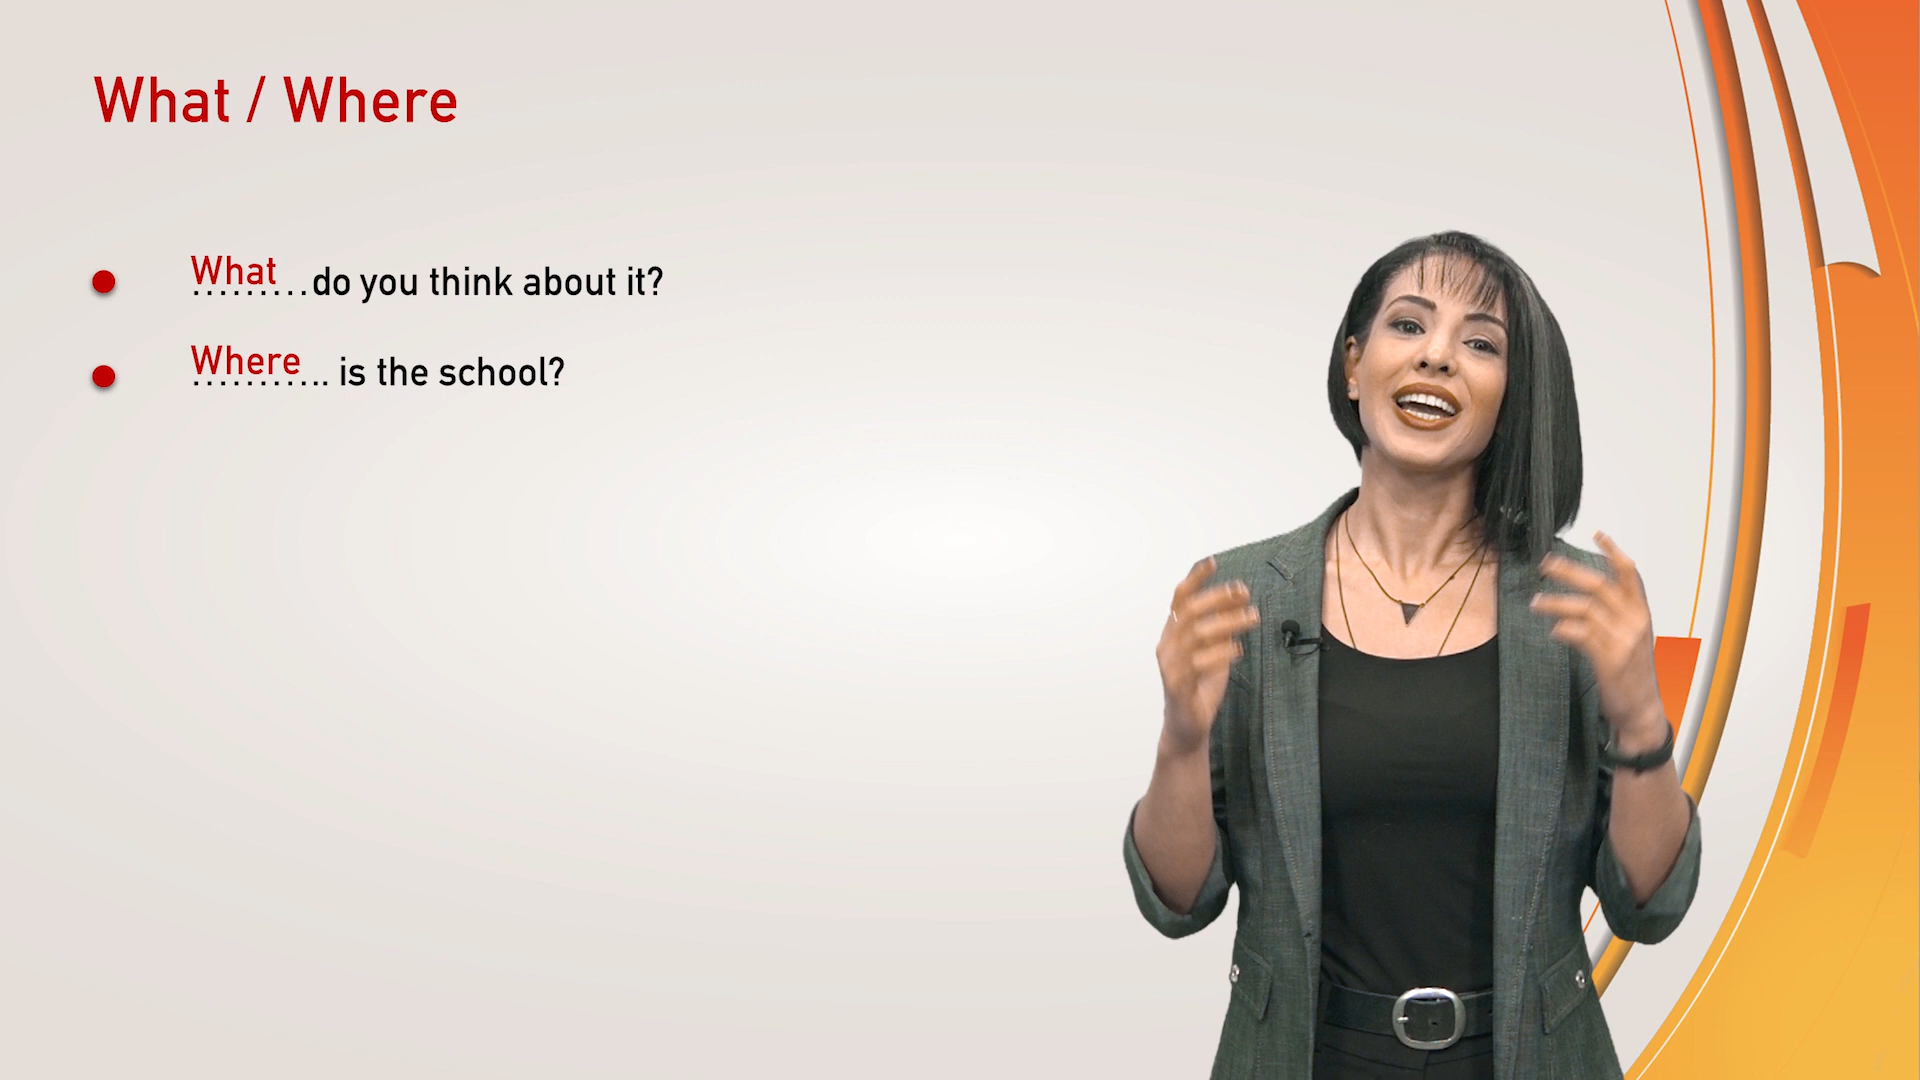 What / Where
What.........do you think about it?
Where........... is the school?